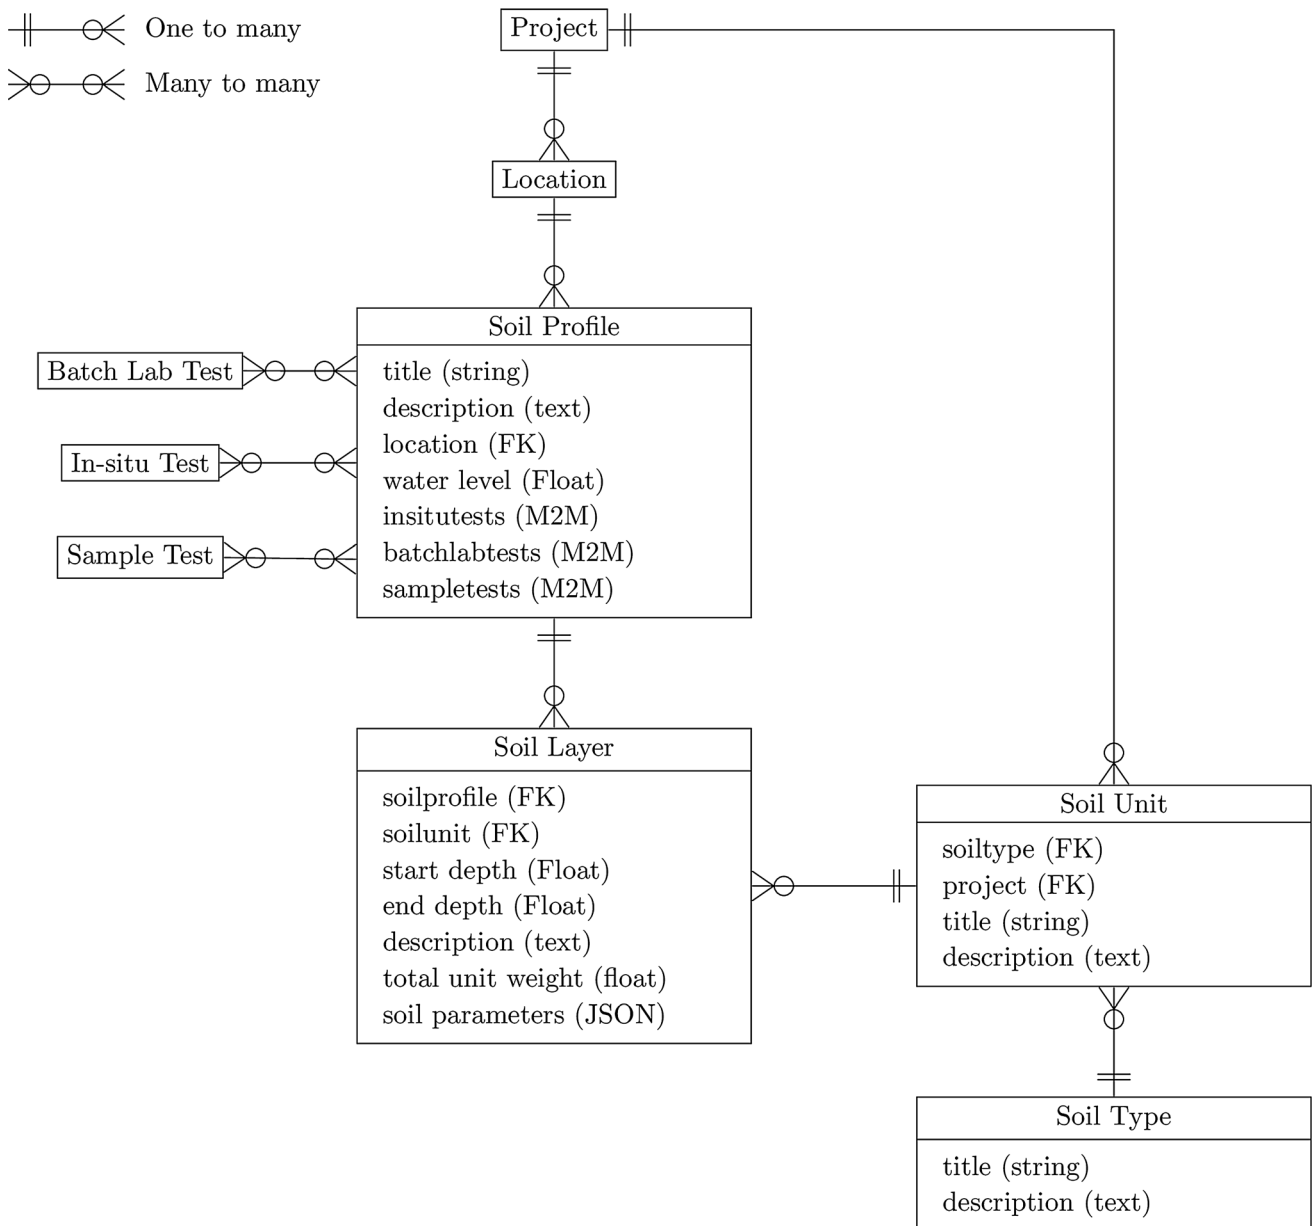 One to many
Many to many
Project
Location
Soil Profile
title (string)
description (text)
location (FK)
water level (Float)
insitutests (M2M)
batchlabtests (M2M)
sampletests (M2M)
Batch Lab Test
In-situ Test
Sample Test
Soil Layer
soilprofile (FK)
soilunit (FK)
start depth (Float)
end depth (Float)
description (text)
total unit weight (float)
soil parameters (JSON)
Soil Unit
soiltype (FK)
project (FK)
title (string)
description (text)
Soil Type
title (string)
description (text)